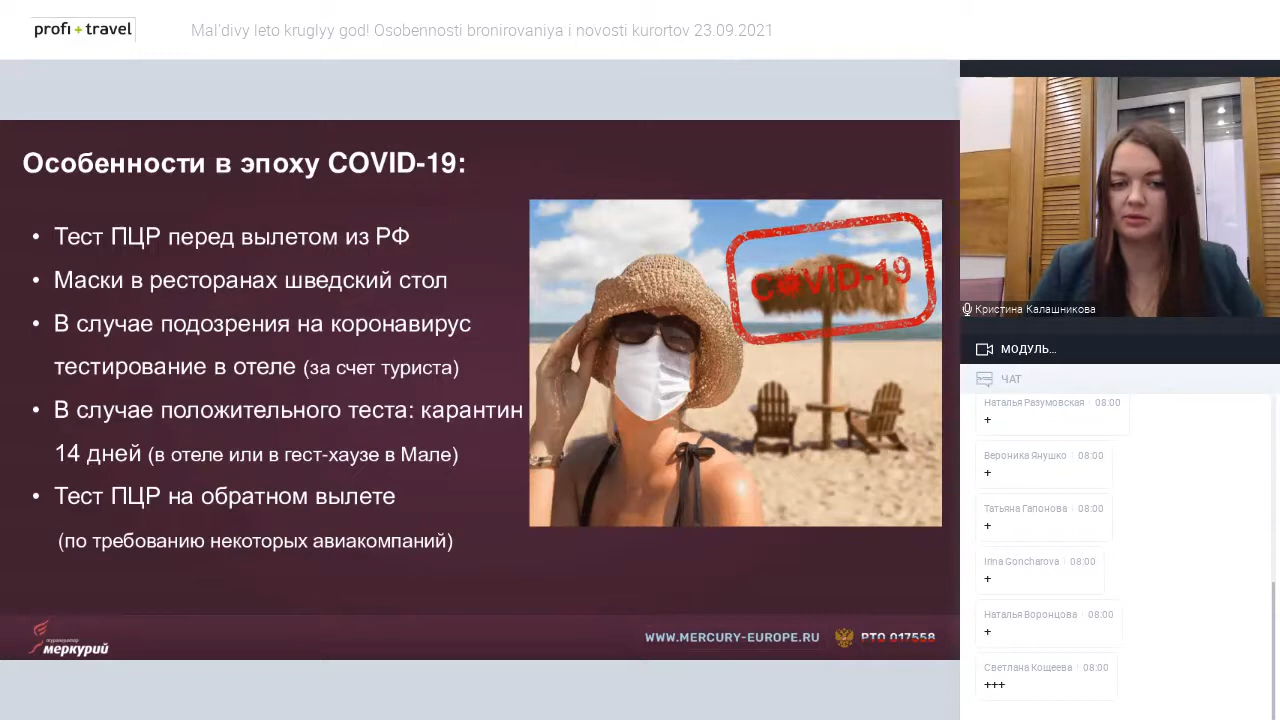 profi + travel
Mal'divy leto kruglyy god! Osobennosti bronirovaniya i novosti kurortov 23.09.2021
Особенности в эпоху COVID-19:
• Тест ПЦР перед вылетом из РФ
• Маски в ресторанах шведский стол
• В случае подозрения на коронавирус
тестирование в отеле (за счет туриста)
• В случае положительного теста: карантин
14 дней (в отеле или в гест-хаузе в Мале)
• Тест ПЦР на обратном вылете
(по требованию некоторых авиакомпаний)
COVID-19
туроператор
меркурий
WWW.MERCURY-EUROPE.RU
РТО 017558
Кристина Калашникова
МОДУЛЬ...
ЧАТ
Наталья Разумовская 08:00
+
Вероника Янушко 08:00
+
Татьяна Гапонова 08:00
+
Irina Goncharova 08:00
+
Наталья Воронцова 08:00
+
Светлана Кощеева 08:00
+++